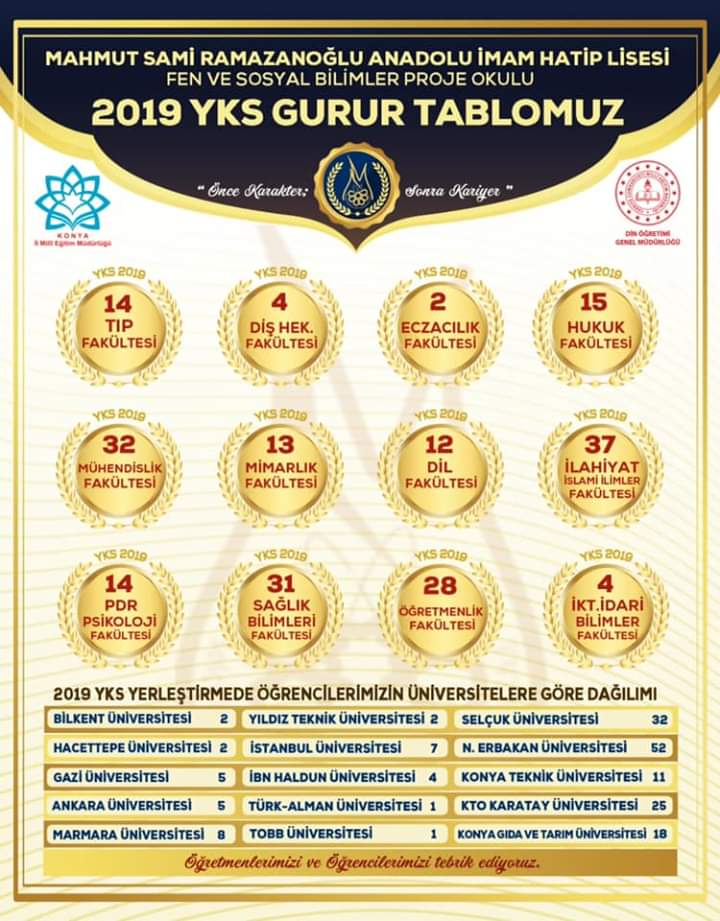 MAHMUT SAMİ RAMAZANOĞLU ANADOLU İMAM HATİP LİSESİ
FEN VE SOSYAL BİLİMLER PROJE OKULU
2019 YKS GURUR TABLOMUZ
" Önce Karakter; Sonra Kariyer "
KONYA
İl Millî Eğitim Müdürlüğü
DİN ÖĞRETİMİ
GENEL MÜDÜRLÜĞÜ
YKS 2019
14
TIP
FAKÜLTESİ
YKS 2019
4
DİŞ HEK.
FAKÜLTESİ
YKS 2019
2
ECZACILIK
FAKÜLTESİ
YKS 2019
15
HUKUK
FAKÜLTESİ
YKS 2019
32
MÜHENDİSLİK
FAKÜLTESİ
YKS 2019
13
MİMARLIK
FAKÜLTESİ
YKS 2019
12
DİL
FAKÜLTESİ
YKS 2019
37
İLAHİYAT
İSLAMİ İLİMLER
FAKÜLTESİ
YKS 2019
14
PDR
PSİKOLOJİ
FAKÜLTESİ
YKS 2019
31
SAĞLIK
BİLİMLERİ
FAKÜLTESİ
YKS 2019
28
ÖĞRETMENLİK
FAKÜLTESİ
YKS 2019
4
İKT.İDARİ
BİLİMLER
FAKÜLTESİ
2019 YKS YERLEŞTİRMEDE ÖĞRENCİLERİMİZİN ÜNİVERSİTELERE GÖRE DAĞILIMI
BİLKENT ÜNİVERSİTESİ 2 YILDIZ TEKNİK ÜNİVERSİTESİ 2 SELÇUK ÜNİVERSİTESİ 32
HACETTEPE ÜNİVERSİTESİ 2 İSTANBUL ÜNİVERSİTESİ 7 N. ERBAKAN ÜNİVERSİTESİ 52
GAZİ ÜNİVERSİTESİ 5 İBN HALDUN ÜNİVERSİTESİ 4 KONYA TEKNİK ÜNİVERSİTESİ 11
ANKARA ÜNİVERSİTESİ 5 TÜRK-ALMAN ÜNİVERSİTESİ 1 KTO KARATAY ÜNİVERSİTESİ 25
MARMARA ÜNİVERSİTESİ 8 TOBB ÜNİVERSİTESİ 1 KONYA GIDA VE TARIM ÜNİVERSİTESİ 18
Öğretmenlerimizi ve Öğrencilerimizi tebrik ediyoruz.